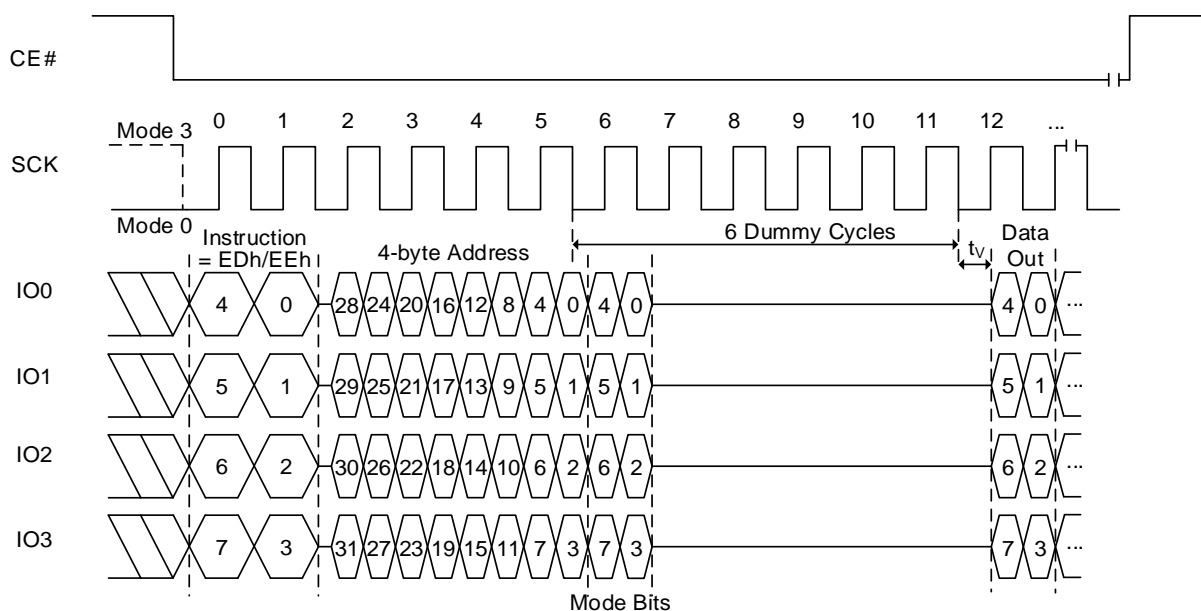 CE#
0 1 2 3 4 5 6 7 8 9 10 11 12 ...
Mode 3
SCK
Mode 0
Instruction
= EDh/EEh
4-byte Address
6 Dummy Cycles
tV
Data
Out
IO0 4 0 28 24 20 16 12 8 4 0 4 0 4 0 ...
IO1 5 1 29 25 21 17 13 9 5 1 5 1 5 1 ...
IO2 6 2 30 26 22 18 14 10 6 2 6 2 6 2 ...
IO3 7 3 31 27 23 19 15 11 7 3 7 3 7 3 ...
Mode Bits